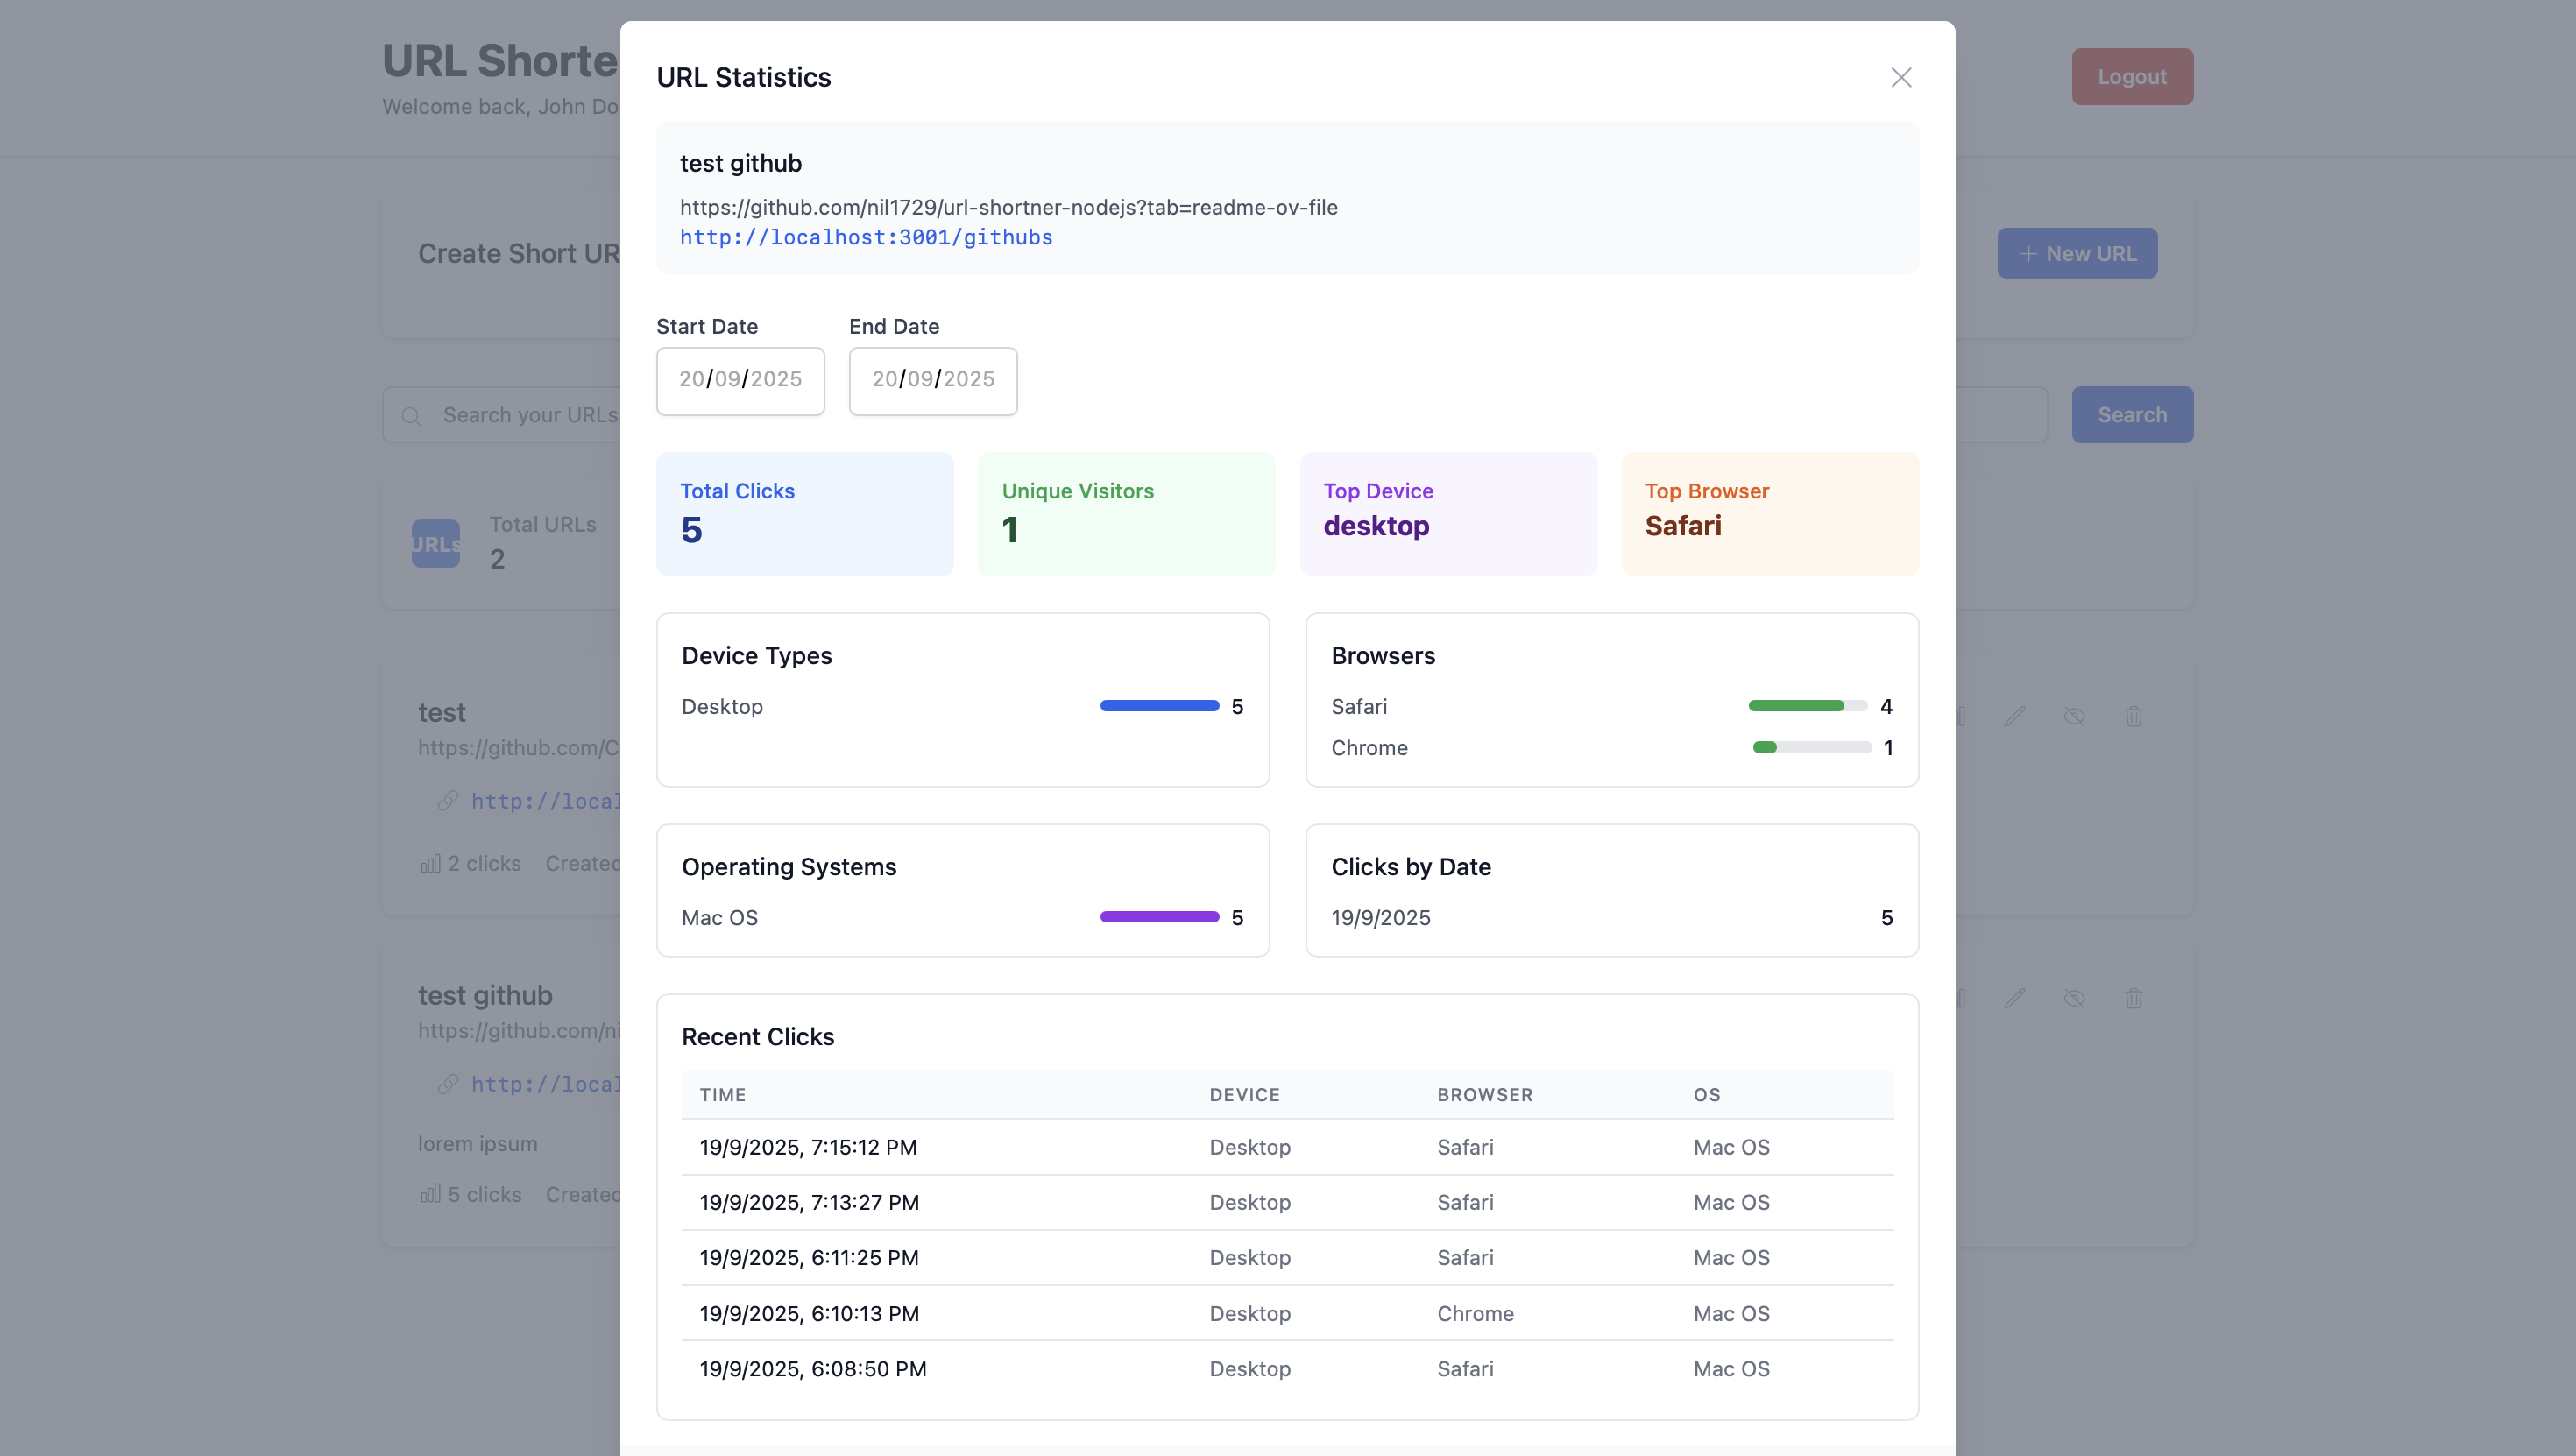 URL Shorte
Welcome back, John Do
Logout
Create Short UR
New URL
Search your URLs
Search
URLs
Total URLs
2
test
https://github.com/C
http://local
2 clicks Created
test github
https://github.com/ni
http://local
lorem ipsum
5 clicks Created
URL Statistics
test github
https://github.com/nil1729/url-shortner-nodejs?tab=readme-ov-file
http://localhost:3001/githubs
Start Date End Date
20/09/2025 20/09/2025
Total Clicks
5
Unique Visitors
1
Top Device
desktop
Top Browser
Safari
Device Types
Desktop 5
Browsers
Safari 4
Chrome 1
Operating Systems
Mac OS 5
Clicks by Date
19/9/2025 5
Recent Clicks
TIME DEVICE BROWSER OS
19/9/2025, 7:15:12 PM Desktop Safari Mac OS
19/9/2025, 7:13:27 PM Desktop Safari Mac OS
19/9/2025, 6:11:25 PM Desktop Safari Mac OS
19/9/2025, 6:10:13 PM Desktop Chrome Mac OS
19/9/2025, 6:08:50 PM Desktop Safari Mac OS